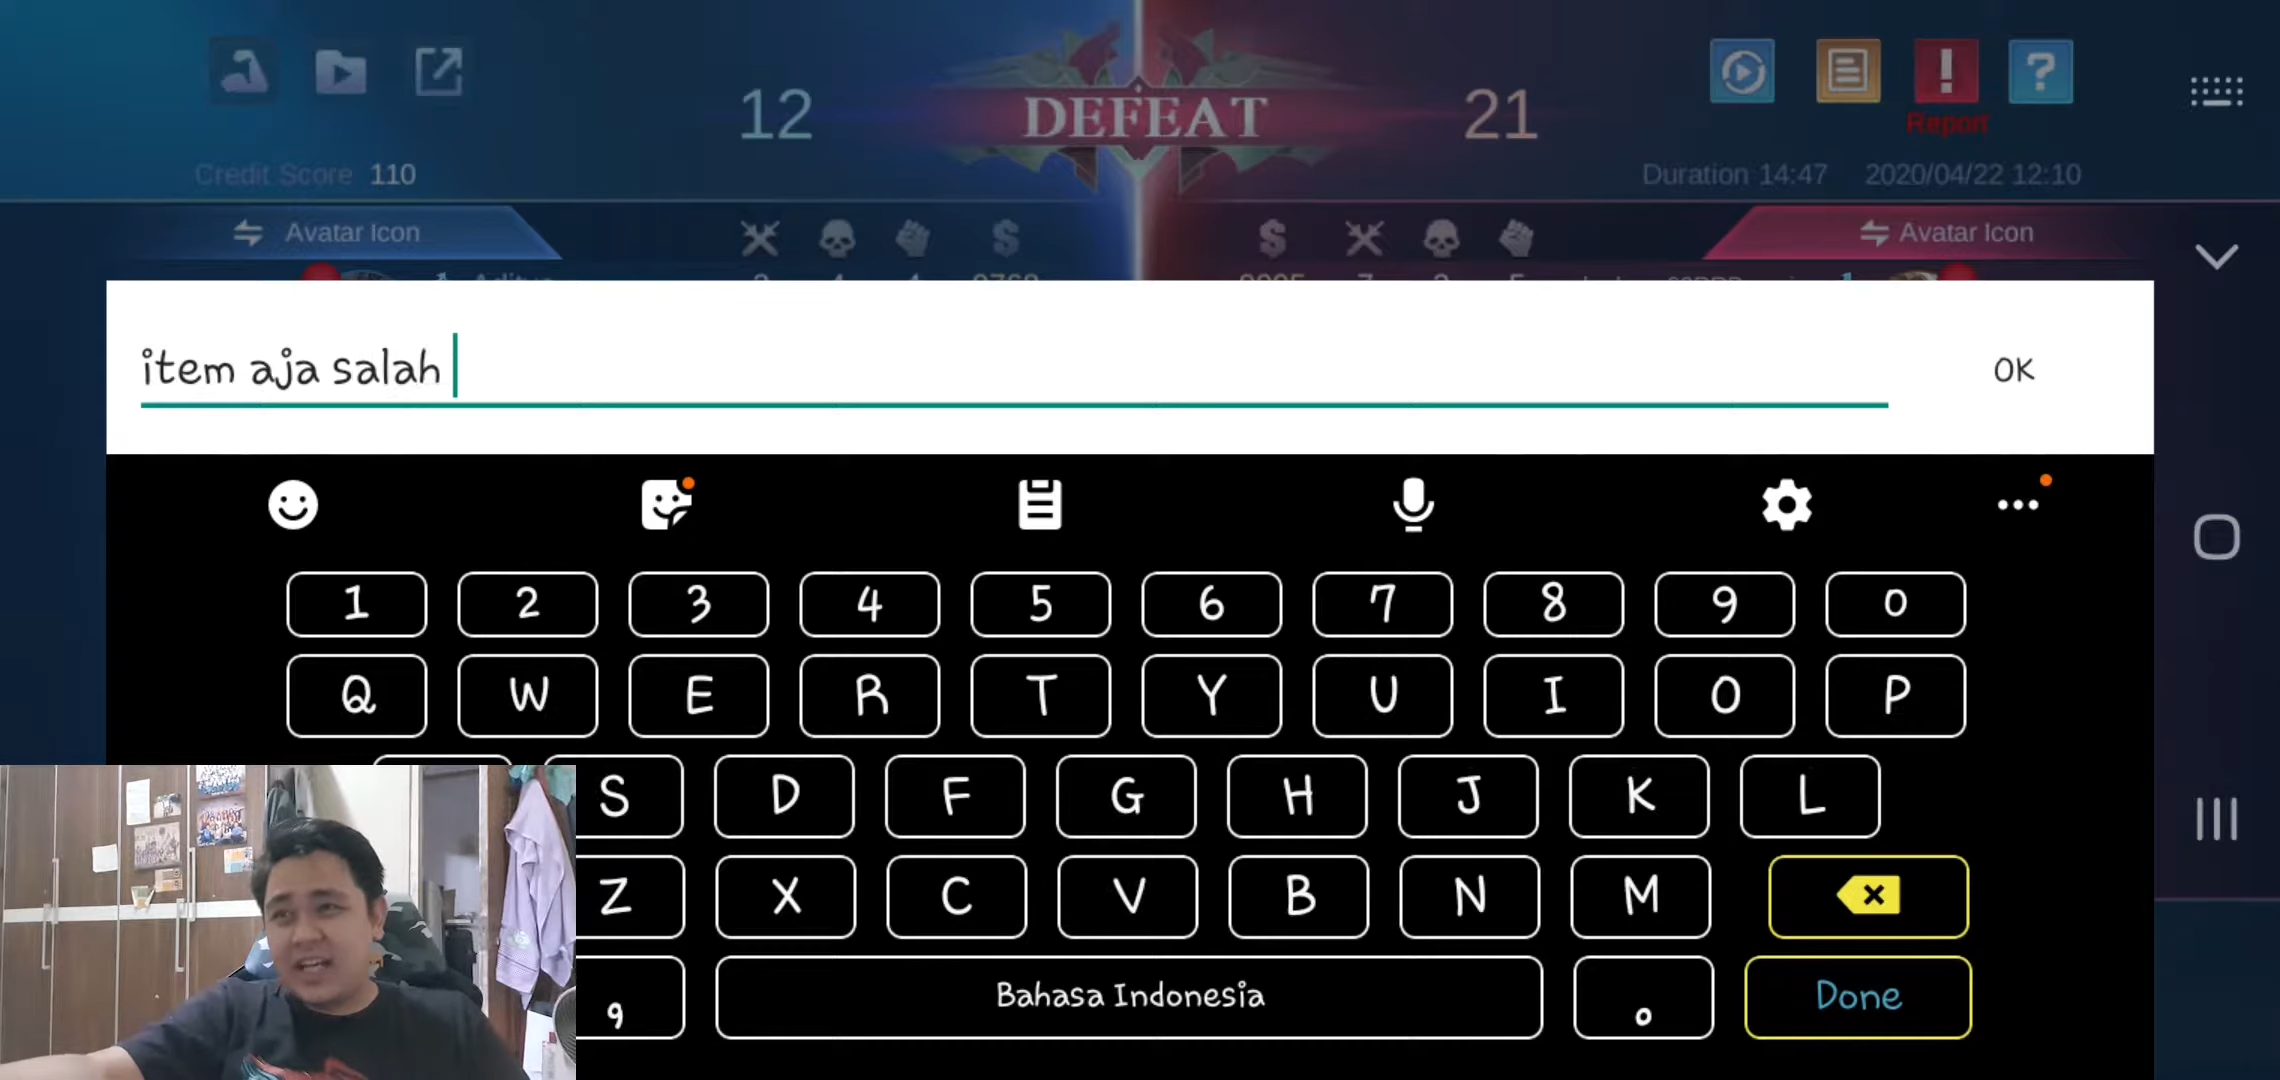 12 DEFEAT 21
Report
Credit Score 110
Duration 14:47 2020/04/22 12:10
Avatar Icon
Avatar Icon
item aja salah
OK
1 2 3 4 5 6 7 8 9 0
Q W E R T Y U I O P
S D F G H J K L
Z X C V B N M
, Bahasa Indonesia .
Done